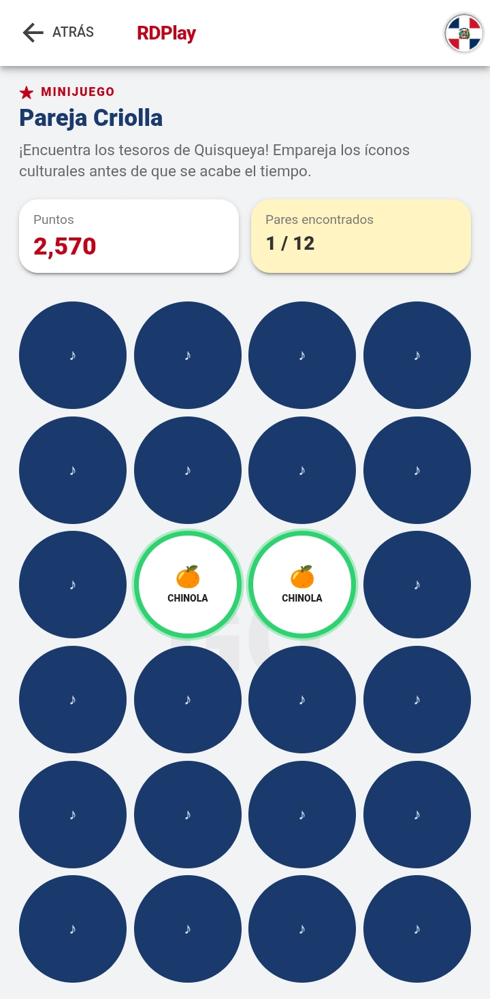 ATRÁS
RDPlay
MINIJUEGO
Pareja Criolla
¡Encuentra los tesoros de Quisqueya! Empareja los íconos
culturales antes de que se acabe el tiempo.
Puntos
2,570
Pares encontrados
1 / 12
♪ ♪ ♪ ♪
♪ ♪ ♪ ♪
♪ CHINOLA CHINOLA ♪
GO
♪ ♪ ♪ ♪
♪ ♪ ♪ ♪
♪ ♪ ♪ ♪